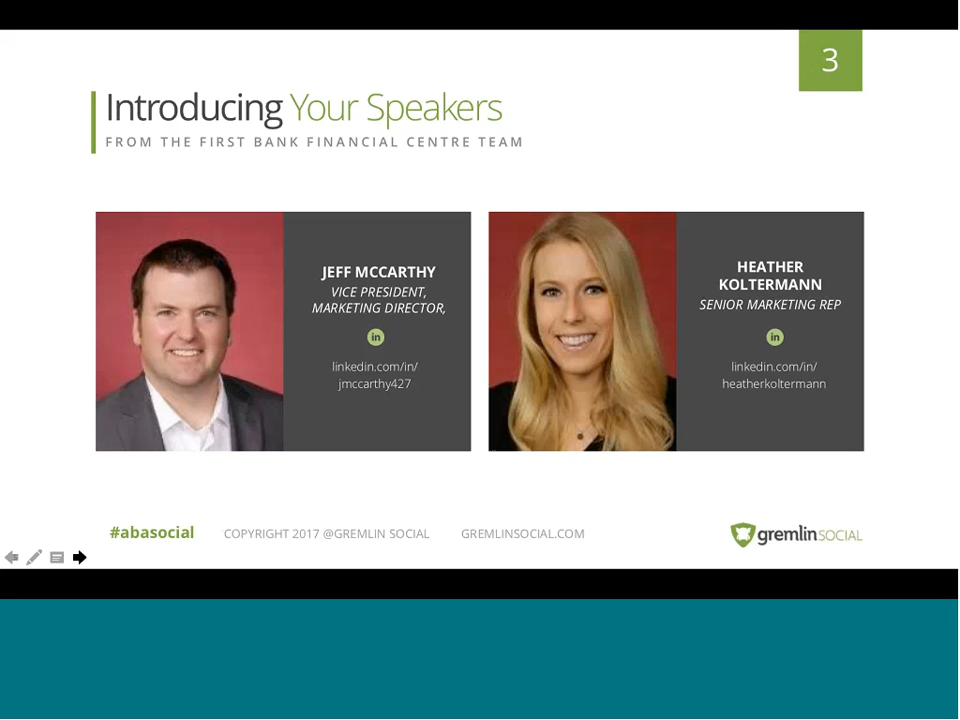 3
Introducing Your Speakers
FROM THE FIRST BANK FINANCIAL CENTRE TEAM
JEFF MCCARTHY
VICE PRESIDENT,
MARKETING DIRECTOR,
in
linkedin.com/in/
jmccarthy427
HEATHER
KOLTERMANN
SENIOR MARKETING REP
in
linkedin.com/in/
heatherkoltermann
#abasocial COPYRIGHT 2017 @GREMLIN SOCIAL GREMLINSOCIAL.COM gremlinSOCIAL